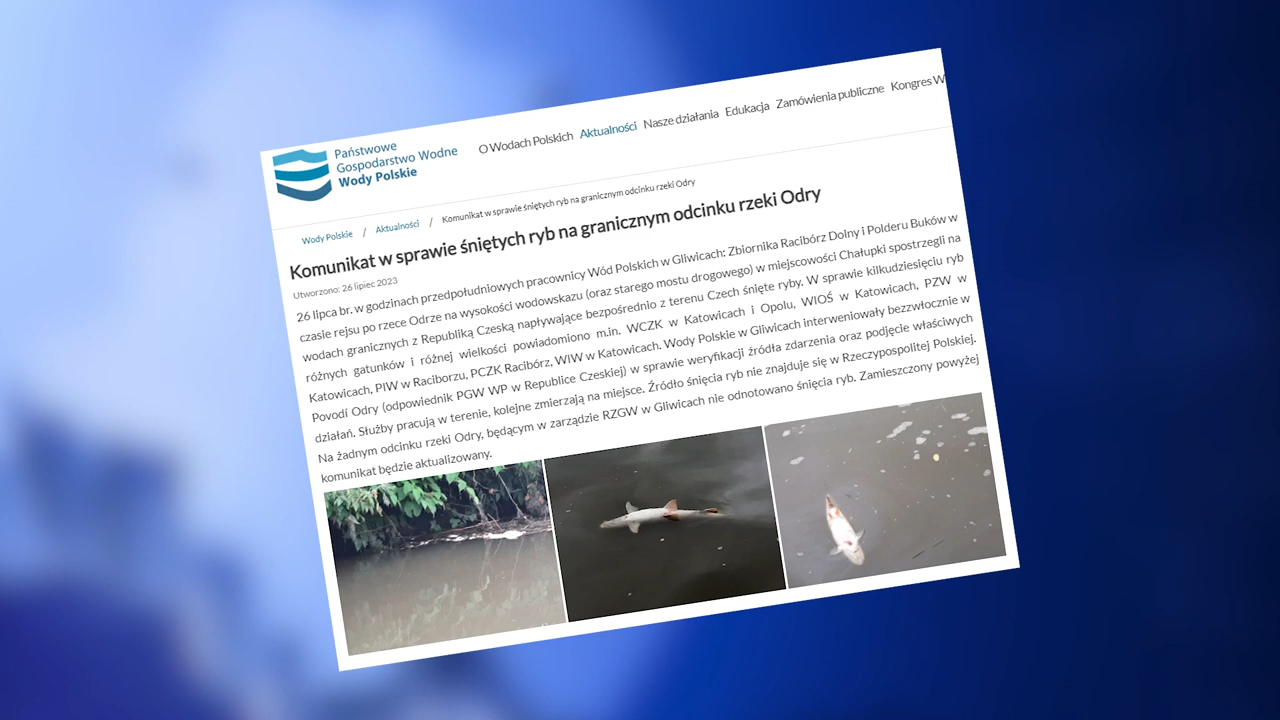 Państwowe
Gospodarstwo Wodne
Wody Polskie
O Wodach Polskich Aktualności Nasze działania Edukacja Zamówienia publiczne Kongres W
Wody Polskie / Aktualności / Komunikat w sprawie śniętych ryb na granicznym odcinku rzeki Odry
Komunikat w sprawie śniętych ryb na granicznym odcinku rzeki Odry
Utworzono: 26 lipiec 2023
26 lipca br. w godzinach przedpołudniowych pracownicy Wód Polskich w Gliwicach: Zbiornika Racibórz Dolny i Polderu Buków w
czasie rejsu po rzece Odrze na wysokości wodowskazu (oraz starego mostu drogowego) w miejscowości Chałupki spostrzegli na
wodach granicznych z Republiką Czeską napływające bezpośrednio z terenu Czech śnięte ryby. W sprawie kilkudziesięciu ryb
różnych gatunków i różnej wielkości powiadomiono m.in. WCZK w Katowicach i Opolu, WIOŚ w Katowicach, PZW w
Katowicach, PIW w Raciborzu, PCZK Racibórz, WIW w Katowicach. Wody Polskie w Gliwicach interweniowały bezzwłocznie w
Povodí Odry (odpowiednik PGW WP w Republice Czeskiej) w sprawie weryfikacji źródła zdarzenia oraz podjęcie właściwych
działań. Służby pracują w terenie, kolejne zmierzają na miejsce. Źródło śnięcia ryb nie znajduje się w Rzeczypospolitej Polskiej.
Na żadnym odcinku rzeki Odry, będącym w zarządzie RZGW w Gliwicach nie odnotowano śnięcia ryb. Zamieszczony powyżej
komunikat będzie aktualizowany.